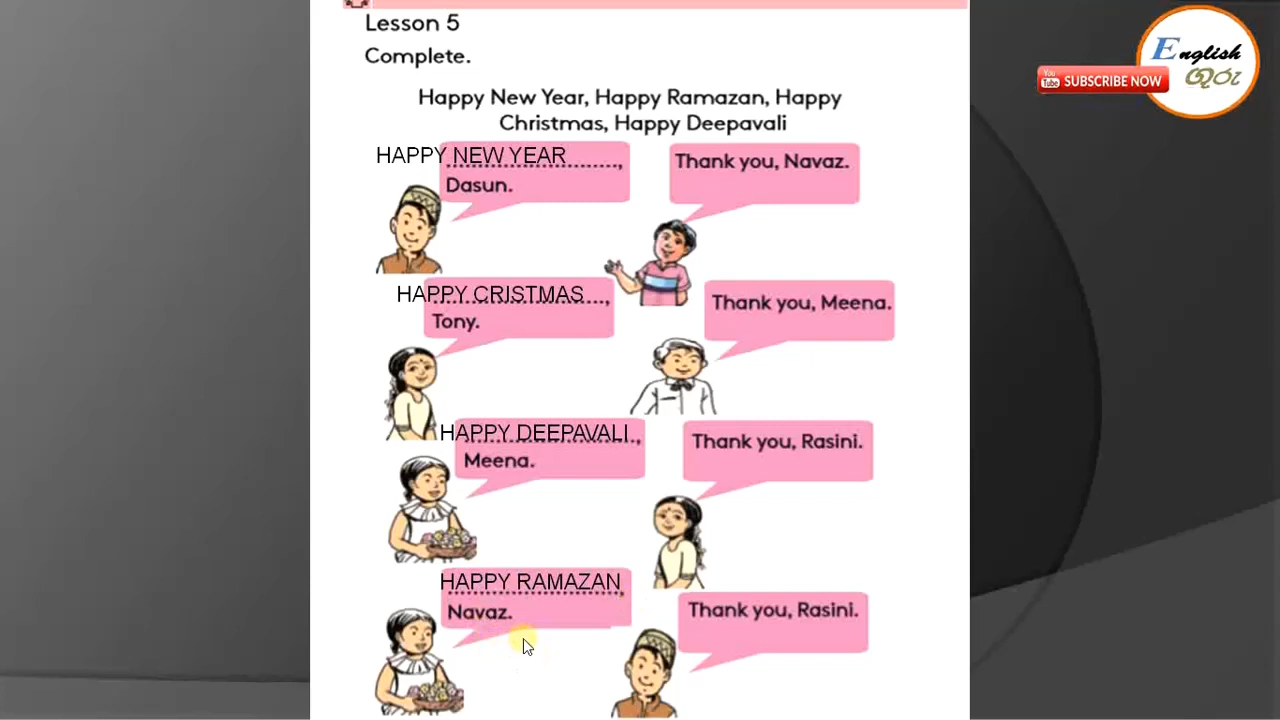 Lesson 5
Complete.
Happy New Year, Happy Ramazan, Happy
Christmas, Happy Deepavali
HAPPY NEW YEAR....................,
Dasun.
Thank you, Navaz.
HAPPY CRISTMAS....................,
Tony.
Thank you, Meena.
HAPPY DEEPAVALI....................,
Meena.
Thank you, Rasini.
HAPPY RAMAZAN....................,
Navaz.
Thank you, Rasini.
English
You
Tube
SUBSCRIBE NOW